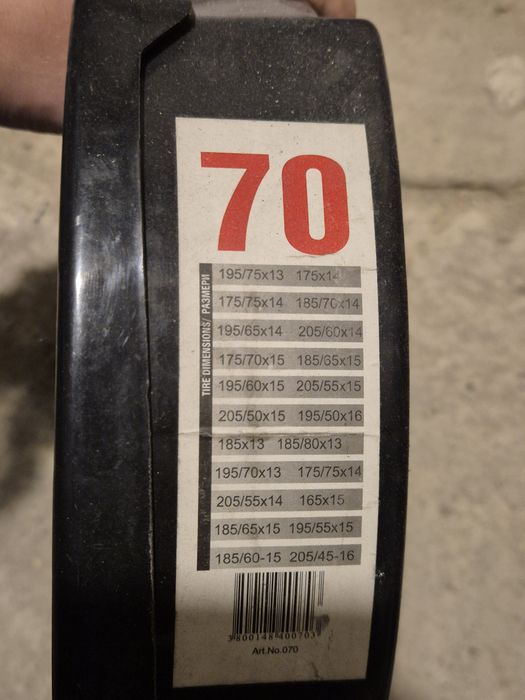 70
TIRE DIMENSIONS/ РАЗМЕРИ
195/75x13 175x14
175/75x14 185/70x14
195/65x14 205/60x14
175/70x15 185/65x15
195/60x15 205/55x15
205/50x15 195/50x16
185x13 185/80x13
195/70x13 175/75x14
205/55x14 165x15
185/65x15 195/55x15
185/60-15 205/45-16
3800148400703
Art.No.070